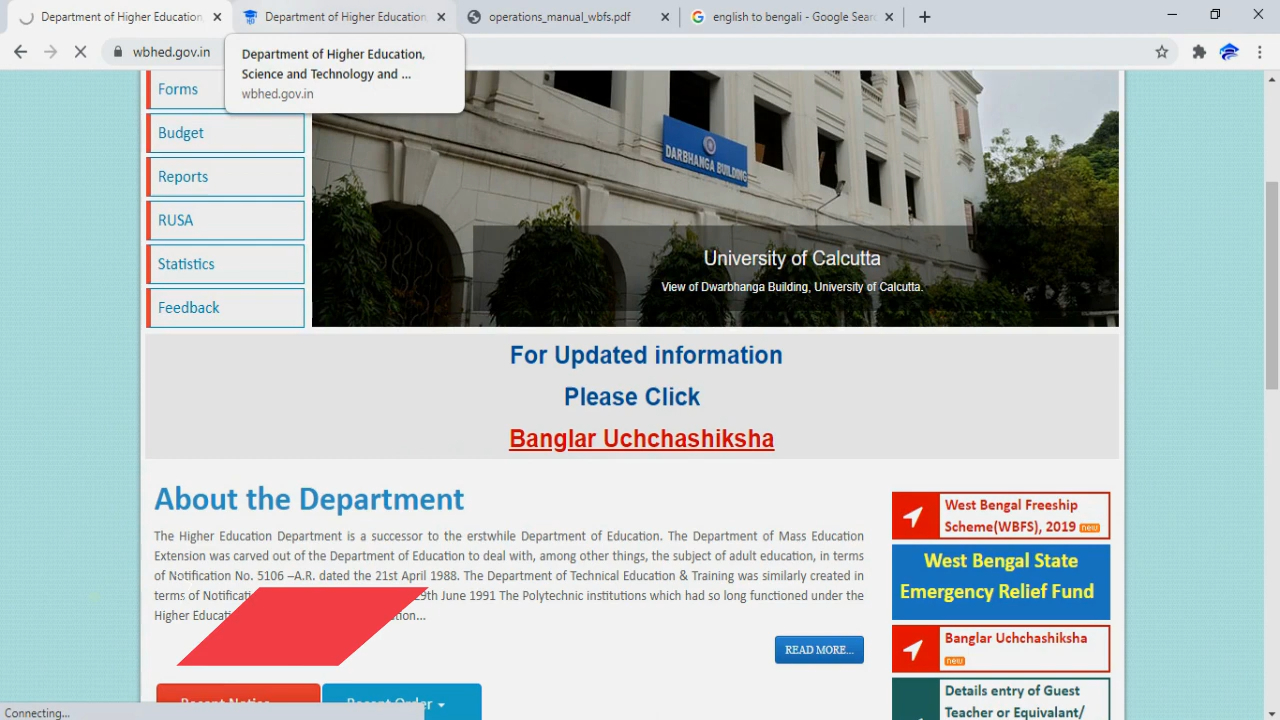 Department of Higher Education,
Department of Higher Education
operations_manual_wbfs.pdf
english to bengali - Google Sear
wbhed.gov.in
Department of Higher Education,
Science and Technology and ...
wbhed.gov.in
Forms
Budget
Reports
RUSA
Statistics
Feedback
DARBHANGA BUILDING
University of Calcutta
View of Dwarbhanga Building, University of Calcutta.
For Updated information
Please Click
Banglar Uchchashiksha
About the Department
The Higher Education Department is a successor to the erstwhile Department of Education. The Department of Mass Education
Extension was carved out of the Department of Education to deal with, among other things, the subject of adult education, in terms
of Notification No. 5106 –A.R. dated the 21st April 1988. The Department of Technical Education & Training was similarly created in
terms of 9th June 1991 The Polytechnic institutions which had so long functioned under the
Higher
READ MORE...
Recent Notice
Recent Order
West Bengal Freeship
Scheme(WBFS), 2019 new
West Bengal State
Emergency Relief Fund
Banglar Uchchashiksha
new
Details entry of Guest
Teacher or Equivalent/
Connecting...